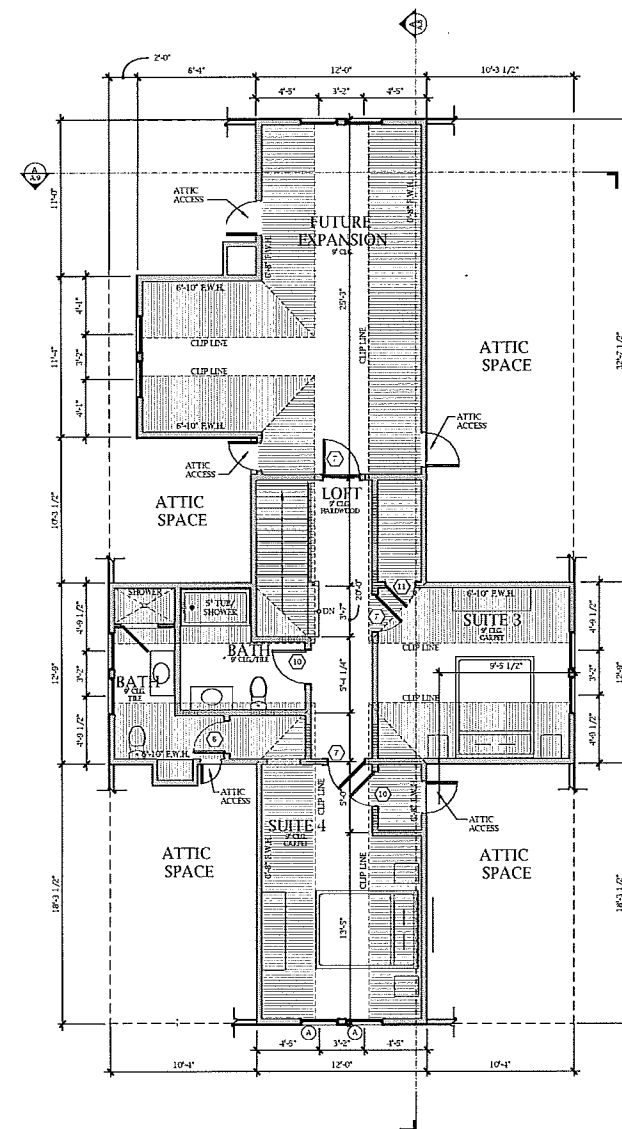 A.8
2'-0"
6'-4"
12'-0"
10'-3 1/2"
4'-5"
3'-2"
4'-5"
A
A.9
11'-0"
ATTIC
ACCESS
FUTURE
EXPANSION
9' CLG.
6'-8" F.W.H.
6'-8" F.W.H.
25'-3"
6'-10" F.W.H.
CLIP LINE
CLIP LINE
CLIP LINE
6'-10" F.W.H.
4'-1"
3'-2"
4'-1"
11'-4"
ATTIC
SPACE
32'-7 1/2"
ATTIC
ACCESS
ATTIC
ACCESS
7
LOFT
9' CLG.
HARDWOOD
ATTIC
SPACE
10'-3 1/2"
SHOWER
5' TUB/
SHOWER
DN
3'-7"
20'-0"
11
7
6'-10" F.W.H.
SUITE 3
9' CLG.
CARPET
CLIP LINE
9'-5 1/2"
CLIP LINE
4'-9 1/2"
3'-2"
4'-9 1/2"
12'-9"
4'-9 1/2"
3'-2"
4'-9 1/2"
12'-9"
BATH
9' CLG.
TILE
BATH
9' CLG. TILE
10
5'-4 1/4"
6
6'-10" F.W.H.
ATTIC
ACCESS
7
10
CLIP LINE
5'-0"
ATTIC
ACCESS
SUITE 4
9' CLG.
CARPET
6'-8" F.W.H.
CLIP LINE
ATTIC
SPACE
ATTIC
SPACE
18'-3 1/2"
13'-5"
18'-3 1/2"
A
A
4'-5"
3'-2"
4'-5"
10'-4"
12'-0"
10'-4"